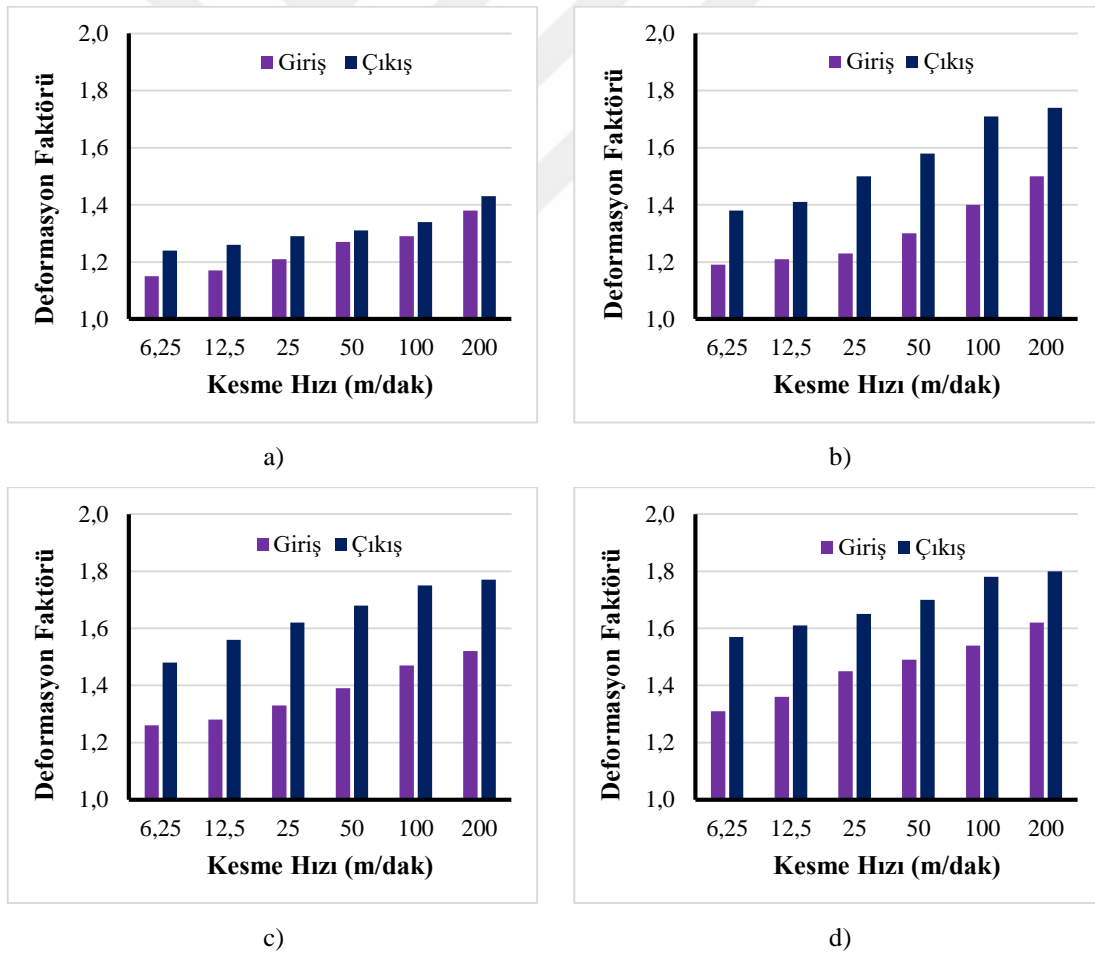 2,0
1,8
1,6
1,4
1,2
1,0
Deformasyon Faktörü
Giriş Çıkış
6,25 12,5 25 50 100 200
Kesme Hızı (m/dak)
a)
2,0
1,8
1,6
1,4
1,2
1,0
Deformasyon Faktörü
Giriş Çıkış
6,25 12,5 25 50 100 200
Kesme Hızı (m/dak)
b)
2,0
1,8
1,6
1,4
1,2
1,0
Deformasyon Faktörü
Giriş Çıkış
6,25 12,5 25 50 100 200
Kesme Hızı (m/dak)
c)
2,0
1,8
1,6
1,4
1,2
1,0
Deformasyon Faktörü
Giriş Çıkış
6,25 12,5 25 50 100 200
Kesme Hızı (m/dak)
d)